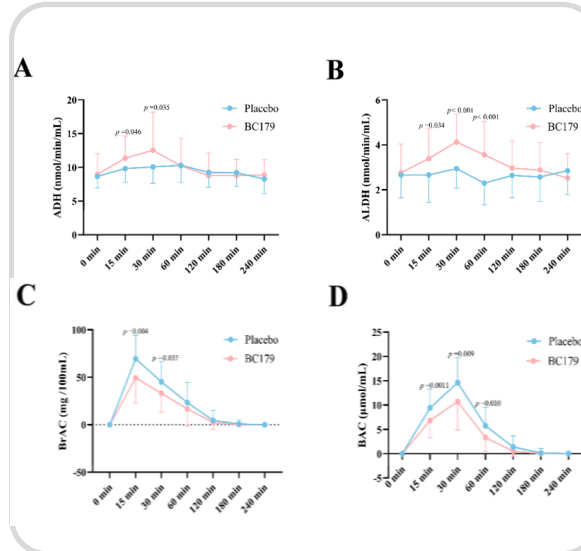 A
ADH (nmol/min/mL)
20
15
10
5
0
p=0.046
p=0.035
Placebo
BC179
0 min
15 min
30 min
60 min
120 min
180 min
240 min
B
ALDH (nmol/min/mL)
6
4
2
0
p=0.034
p<0.001
p<0.001
Placebo
BC179
0 min
15 min
30 min
60 min
120 min
180 min
240 min
C
BrAC (mg /100mL)
100
50
0
-50
p=0.004
p=0.035
Placebo
BC179
0 min
15 min
30 min
60 min
120 min
180 min
240 min
D
BAC (μmol/mL)
25
20
15
10
5
0
-5
p=0.0011
p=0.009
p=0.010
Placebo
BC179
0 min
15 min
30 min
60 min
120 min
180 min
240 min